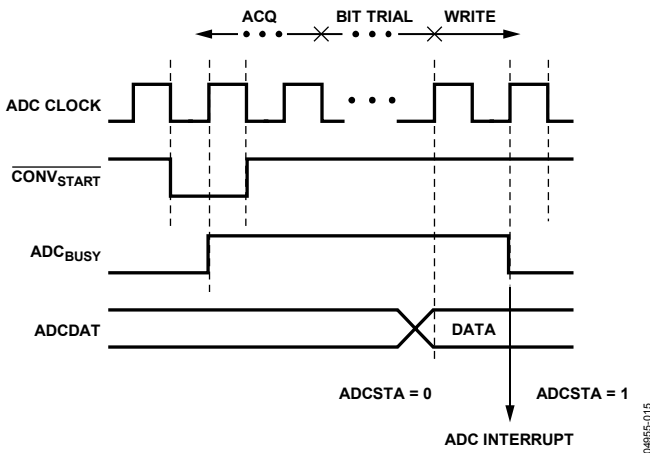 ACQ BIT TRIAL WRITE
ADC CLOCK
CONVSTART
ADCBUSY
ADCDAT DATA
ADCSTA = 0 ADCSTA = 1
ADC INTERRUPT
04955-015